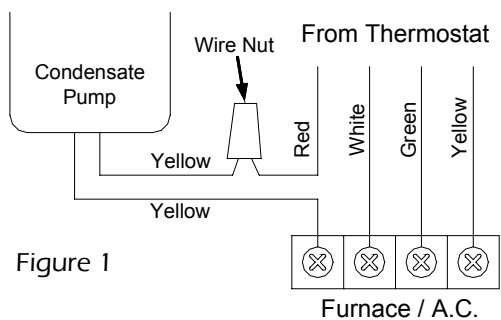 Wire Nut
From Thermostat
Condensate
Pump
Red
White
Green
Yellow
Yellow
Yellow
Figure 1
Furnace / A.C.